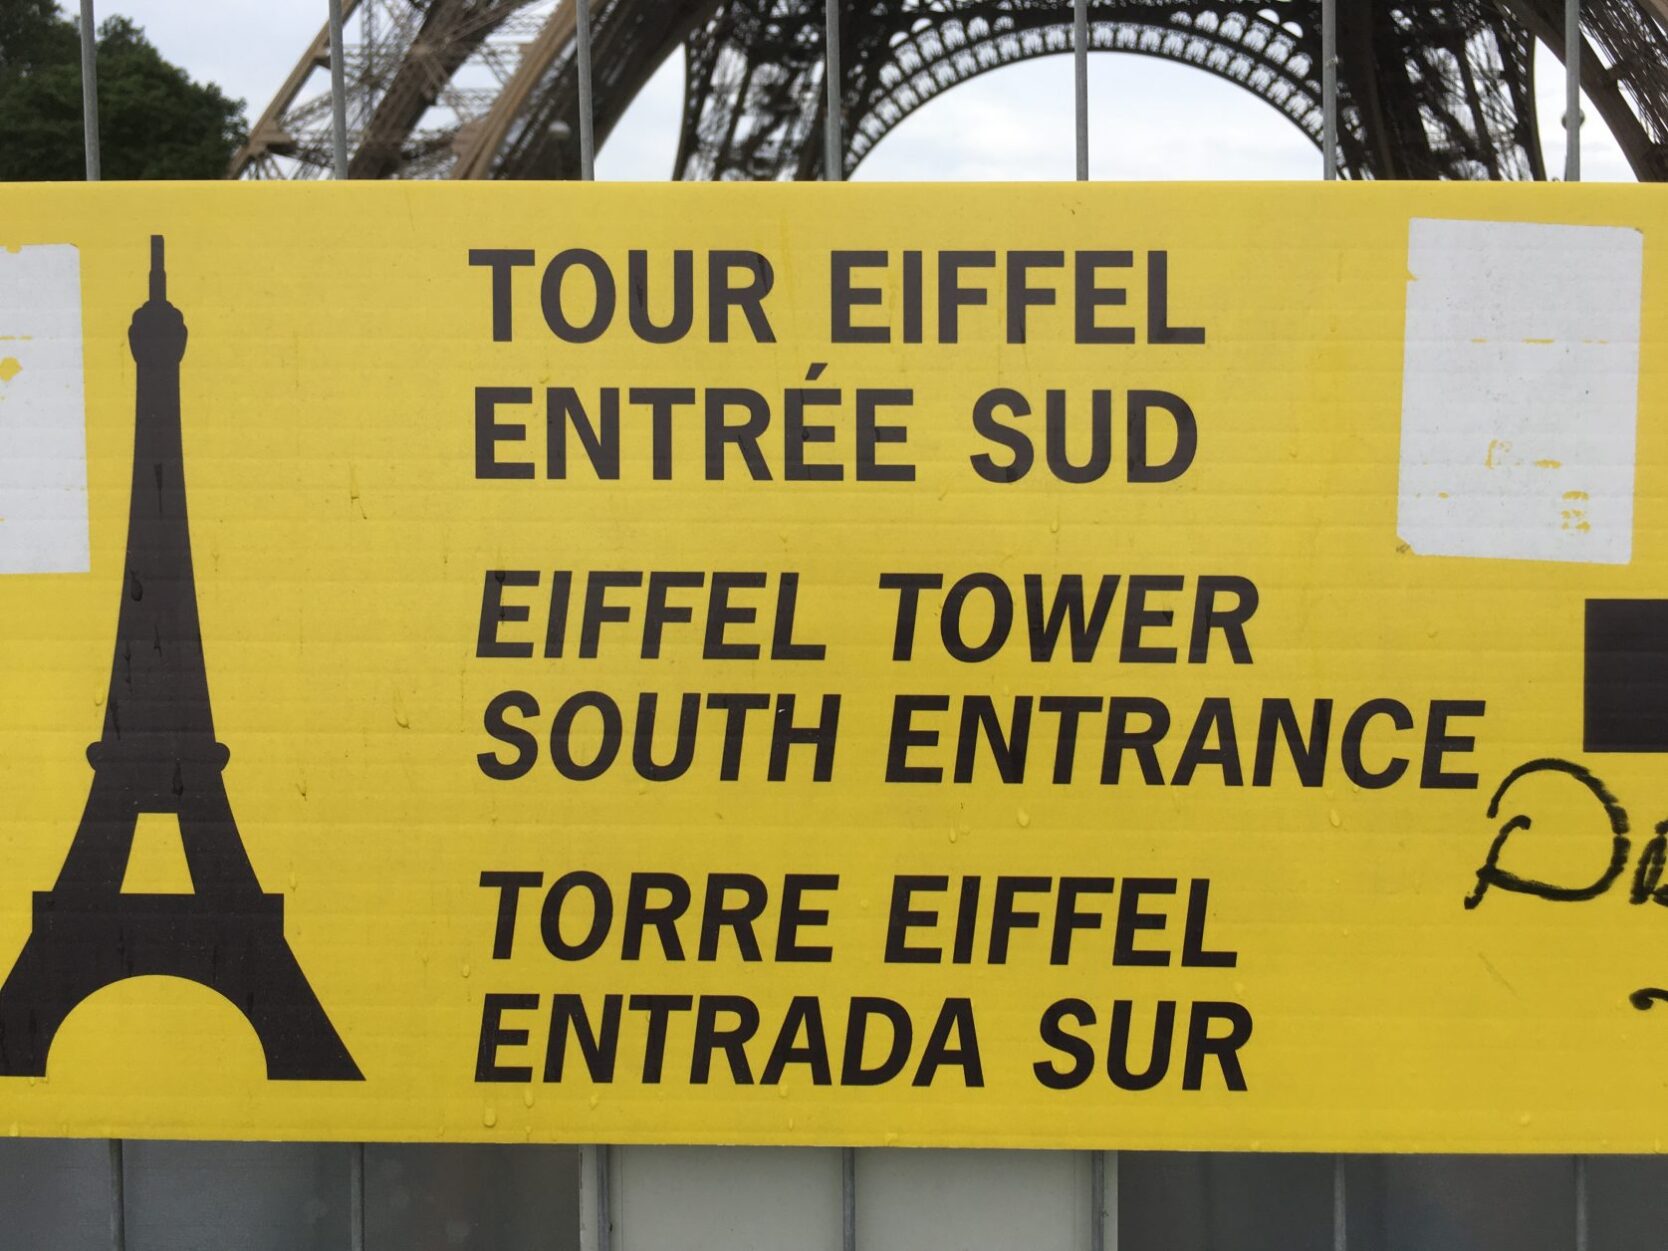 TOUR EIFFEL
ENTRÉE SUD
EIFFEL TOWER
SOUTH ENTRANCE
TORRE EIFFEL
ENTRADA SUR